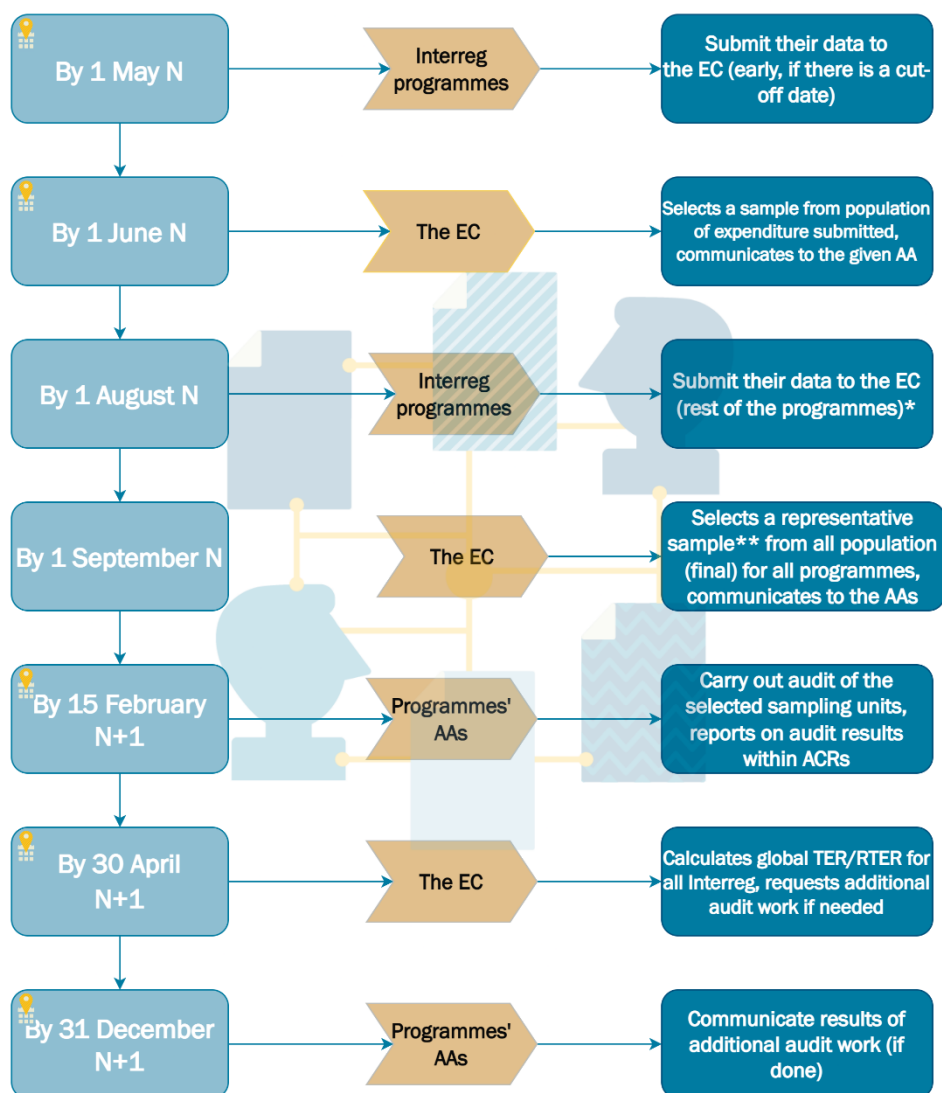 By 1 May N
Interreg
programmes
Submit their data to
the EC (early, if there is a cut-
off date)
By 1 June N
The EC
Selects a sample from population
of expenditure submitted,
communicates to the given AA
By 1 August N
Interreg
programmes
Submit their data to the EC
(rest of the programmes)*
By 1 September N
The EC
Selects a representative
sample** from all population
(final) for all programmes,
communicates to the AAs
By 15 February
N+1
Programmes'
AAs
Carry out audit of the
selected sampling units,
reports on audit results
within ACRs
By 30 April
N+1
The EC
Calculates global TER/RTER for
all Interreg, requests additional
audit work if needed
By 31 December
N+1
Programmes'
AAs
Communicate results of
additional audit work (if
done)